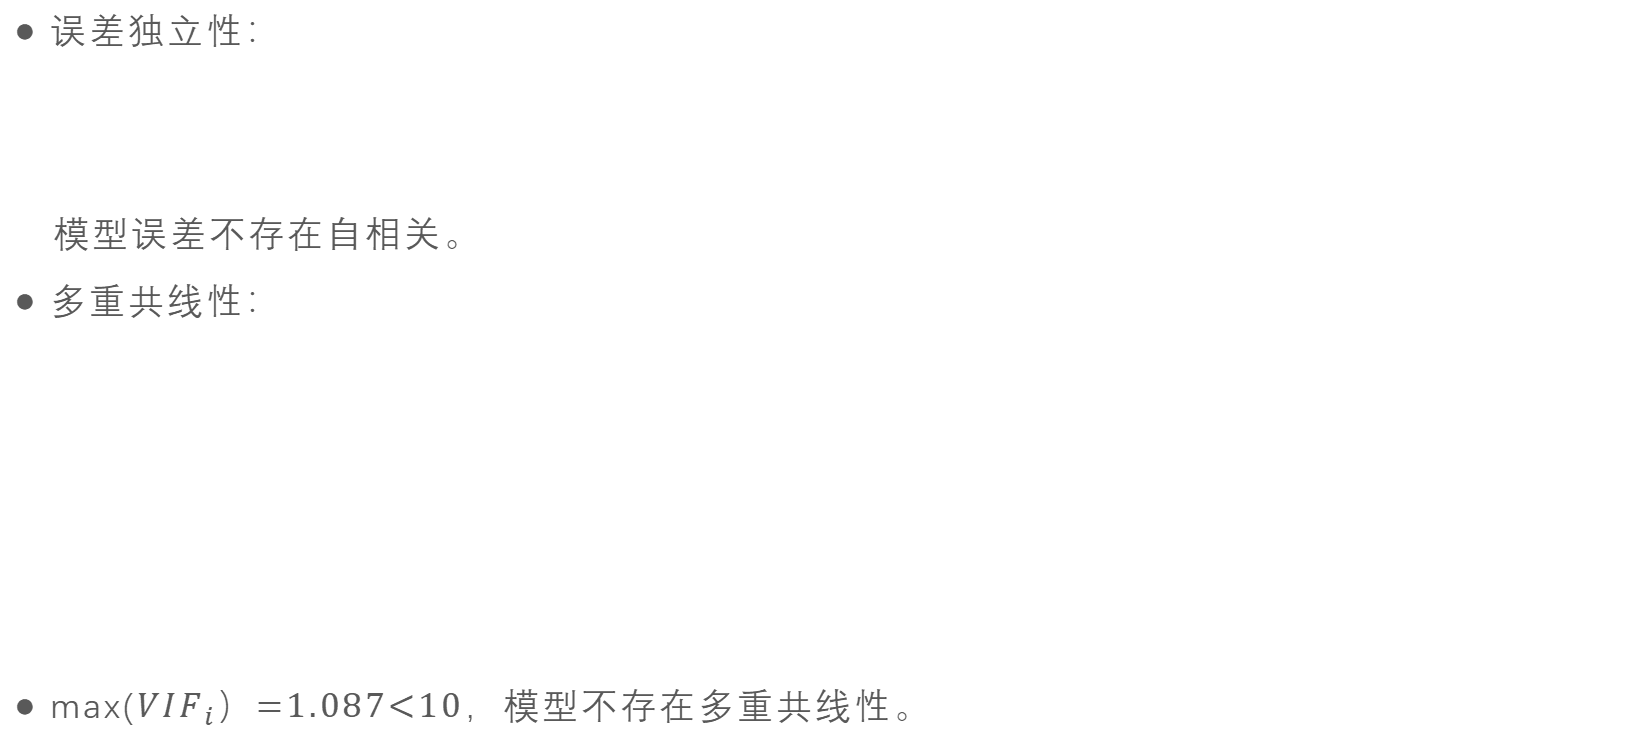 ● 误差独立性：
模型误差不存在自相关。
● 多重共线性：
● max(VIFᵢ）=1.087<10，模型不存在多重共线性。